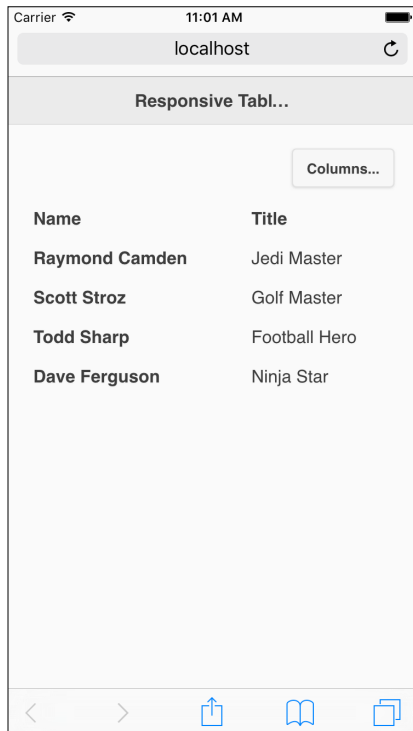 Carrier 11:01 AM
localhost
Responsive Tabl...
Columns...
Name Title
Raymond Camden Jedi Master
Scott Stroz Golf Master
Todd Sharp Football Hero
Dave Ferguson Ninja Star